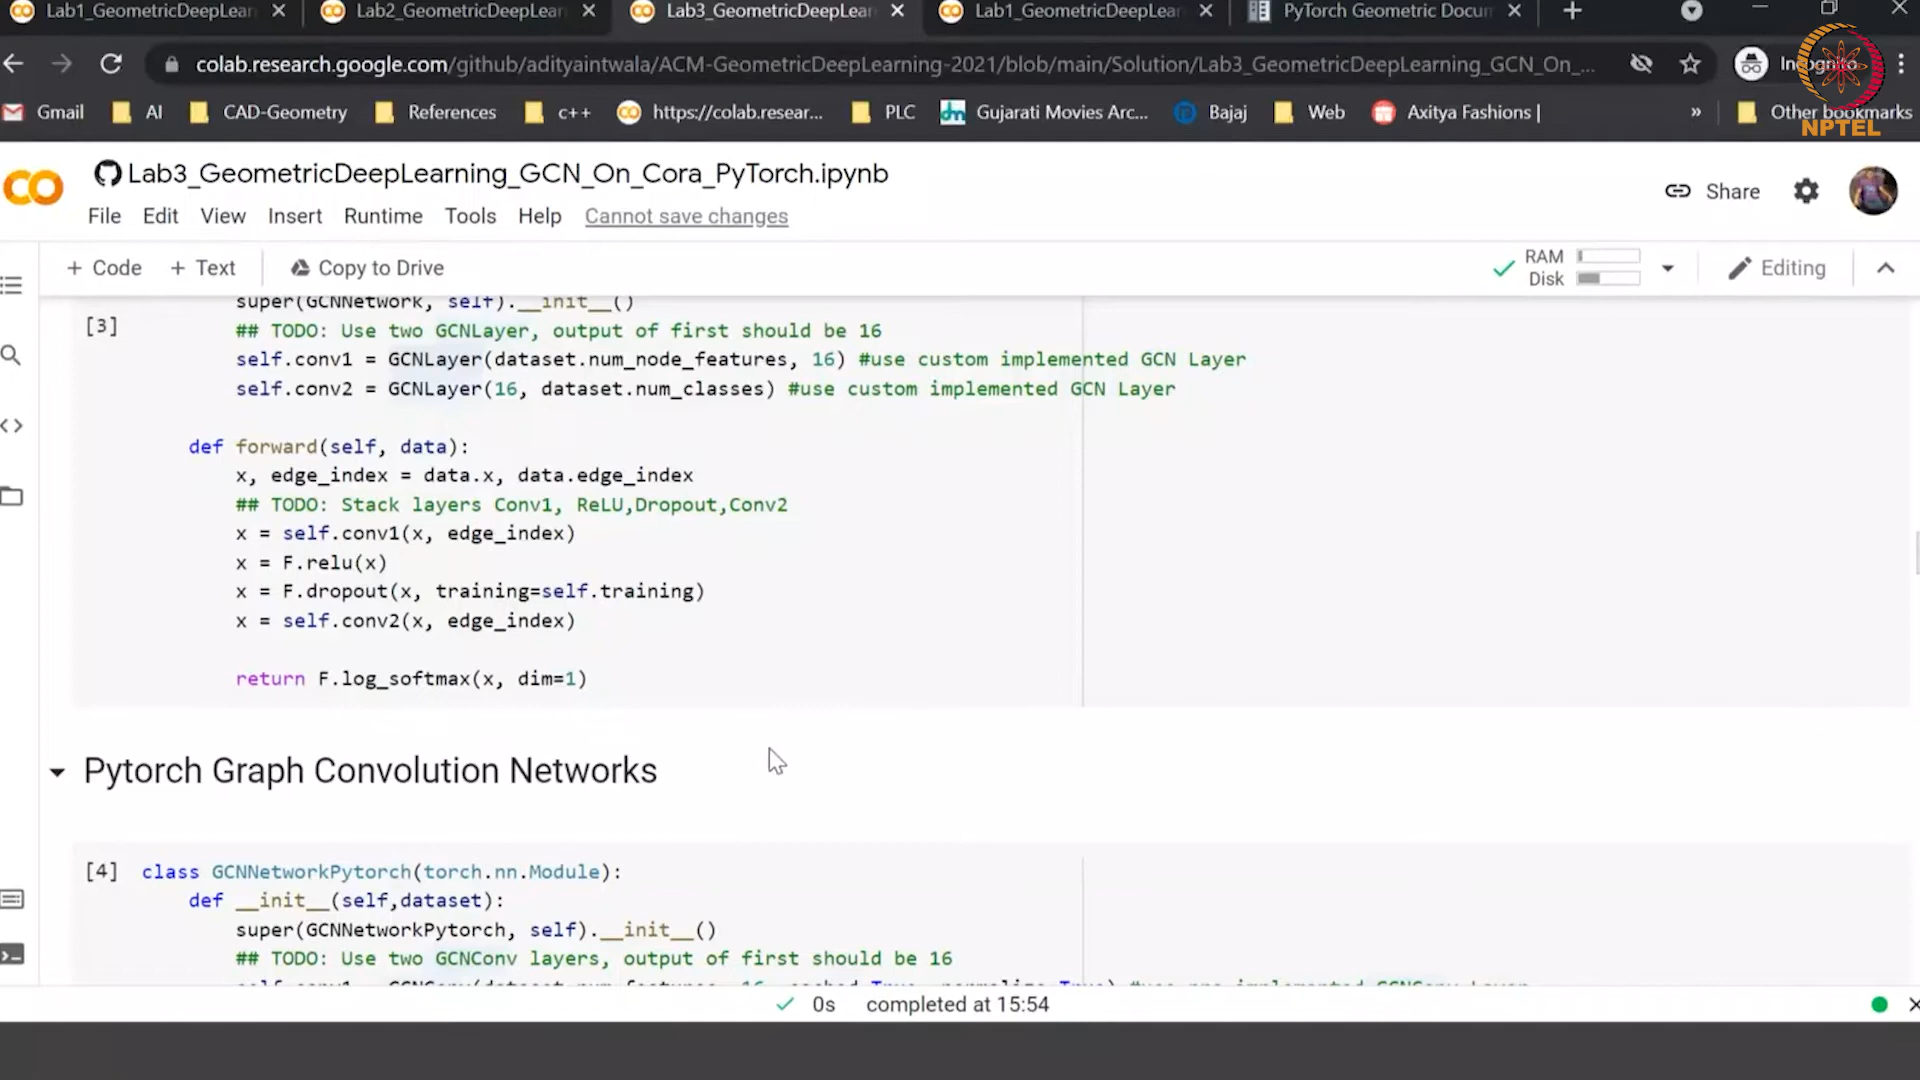 Lab1_GeometricDeepLear
Lab2_GeometricDeepLear
Lab3_GeometricDeepLear
Lab1_GeometricDeepLear
PyTorch Geometric Docum
colab.research.google.com/github/adityaintwala/ACM-GeometricDeepLearning-2021/blob/main/Solution/Lab3_GeometricDeepLearning_GCN_On_...
Incognito
Gmail
AI
CAD-Geometry
References
c++
https://colab.resear...
PLC
Gujarati Movies Arc...
Bajaj
Web
Axitya Fashions |
»
Other bookmarks
NPTEL
Lab3_GeometricDeepLearning_GCN_On_Cora_PyTorch.ipynb
Share
File Edit View Insert Runtime Tools Help Cannot save changes
+ Code + Text Copy to Drive
RAM
Disk
Editing
super(GCNNetwork, self).__init__()
[3]
## TODO: Use two GCNLayer, output of first should be 16
self.conv1 = GCNLayer(dataset.num_node_features, 16) #use custom implemented GCN Layer
self.conv2 = GCNLayer(16, dataset.num_classes) #use custom implemented GCN Layer
def forward(self, data):
x, edge_index = data.x, data.edge_index
## TODO: Stack layers Conv1, ReLU,Dropout,Conv2
x = self.conv1(x, edge_index)
x = F.relu(x)
x = F.dropout(x, training=self.training)
x = self.conv2(x, edge_index)
return F.log_softmax(x, dim=1)
Pytorch Graph Convolution Networks
[4] class GCNNetworkPytorch(torch.nn.Module):
def __init__(self,dataset):
super(GCNNetworkPytorch, self).__init__()
## TODO: Use two GCNConv layers, output of first should be 16
0s completed at 15:54